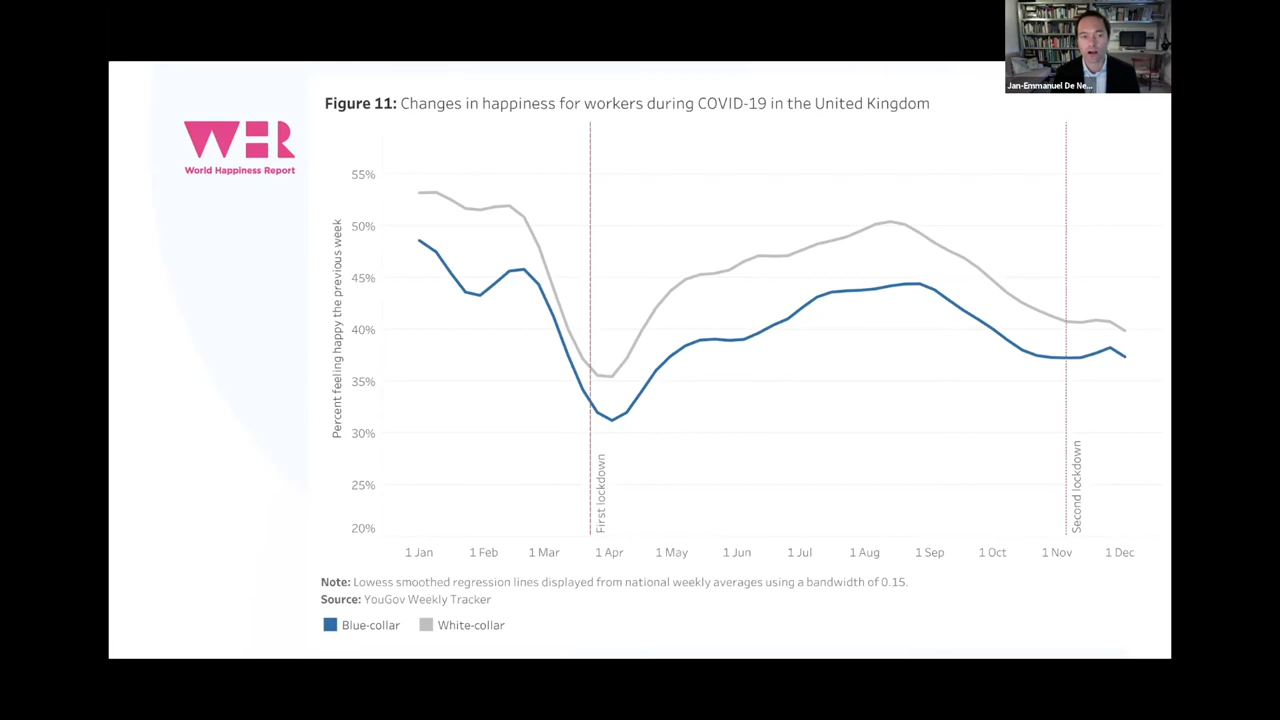 Jan-Emmanuel De Ne...
Figure 11: Changes in happiness for workers during COVID-19 in the United Kingdom
WHR
World Happiness Report
Percent feeling happy the previous week
55%
50%
45%
40%
35%
30%
25%
20%
First lockdown
Second lockdown
1 Jan 1 Feb 1 Mar 1 Apr 1 May 1 Jun 1 Jul 1 Aug 1 Sep 1 Oct 1 Nov 1 Dec
Note: Lowess smoothed regression lines displayed from national weekly averages using a bandwidth of 0.15.
Source: YouGov Weekly Tracker
Blue-collar White-collar